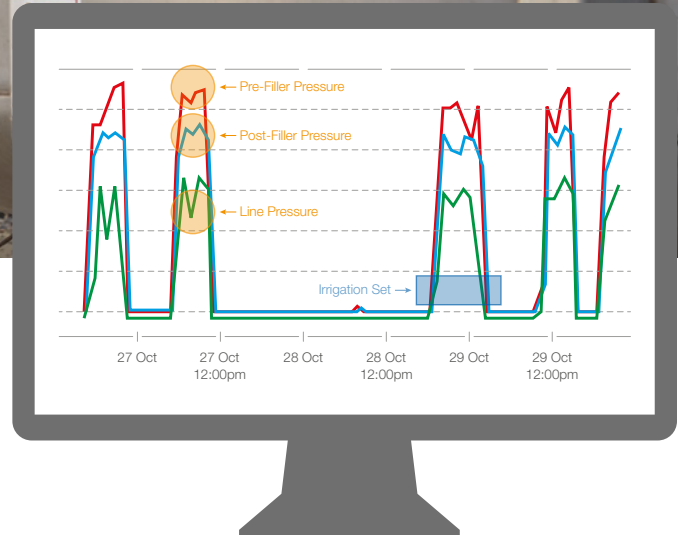 Pre-Filler Pressure
Post-Filler Pressure
Line Pressure
Irrigation Set
27 Oct
27 Oct
12:00pm
28 Oct
28 Oct
12:00pm
29 Oct
29 Oct
12:00pm